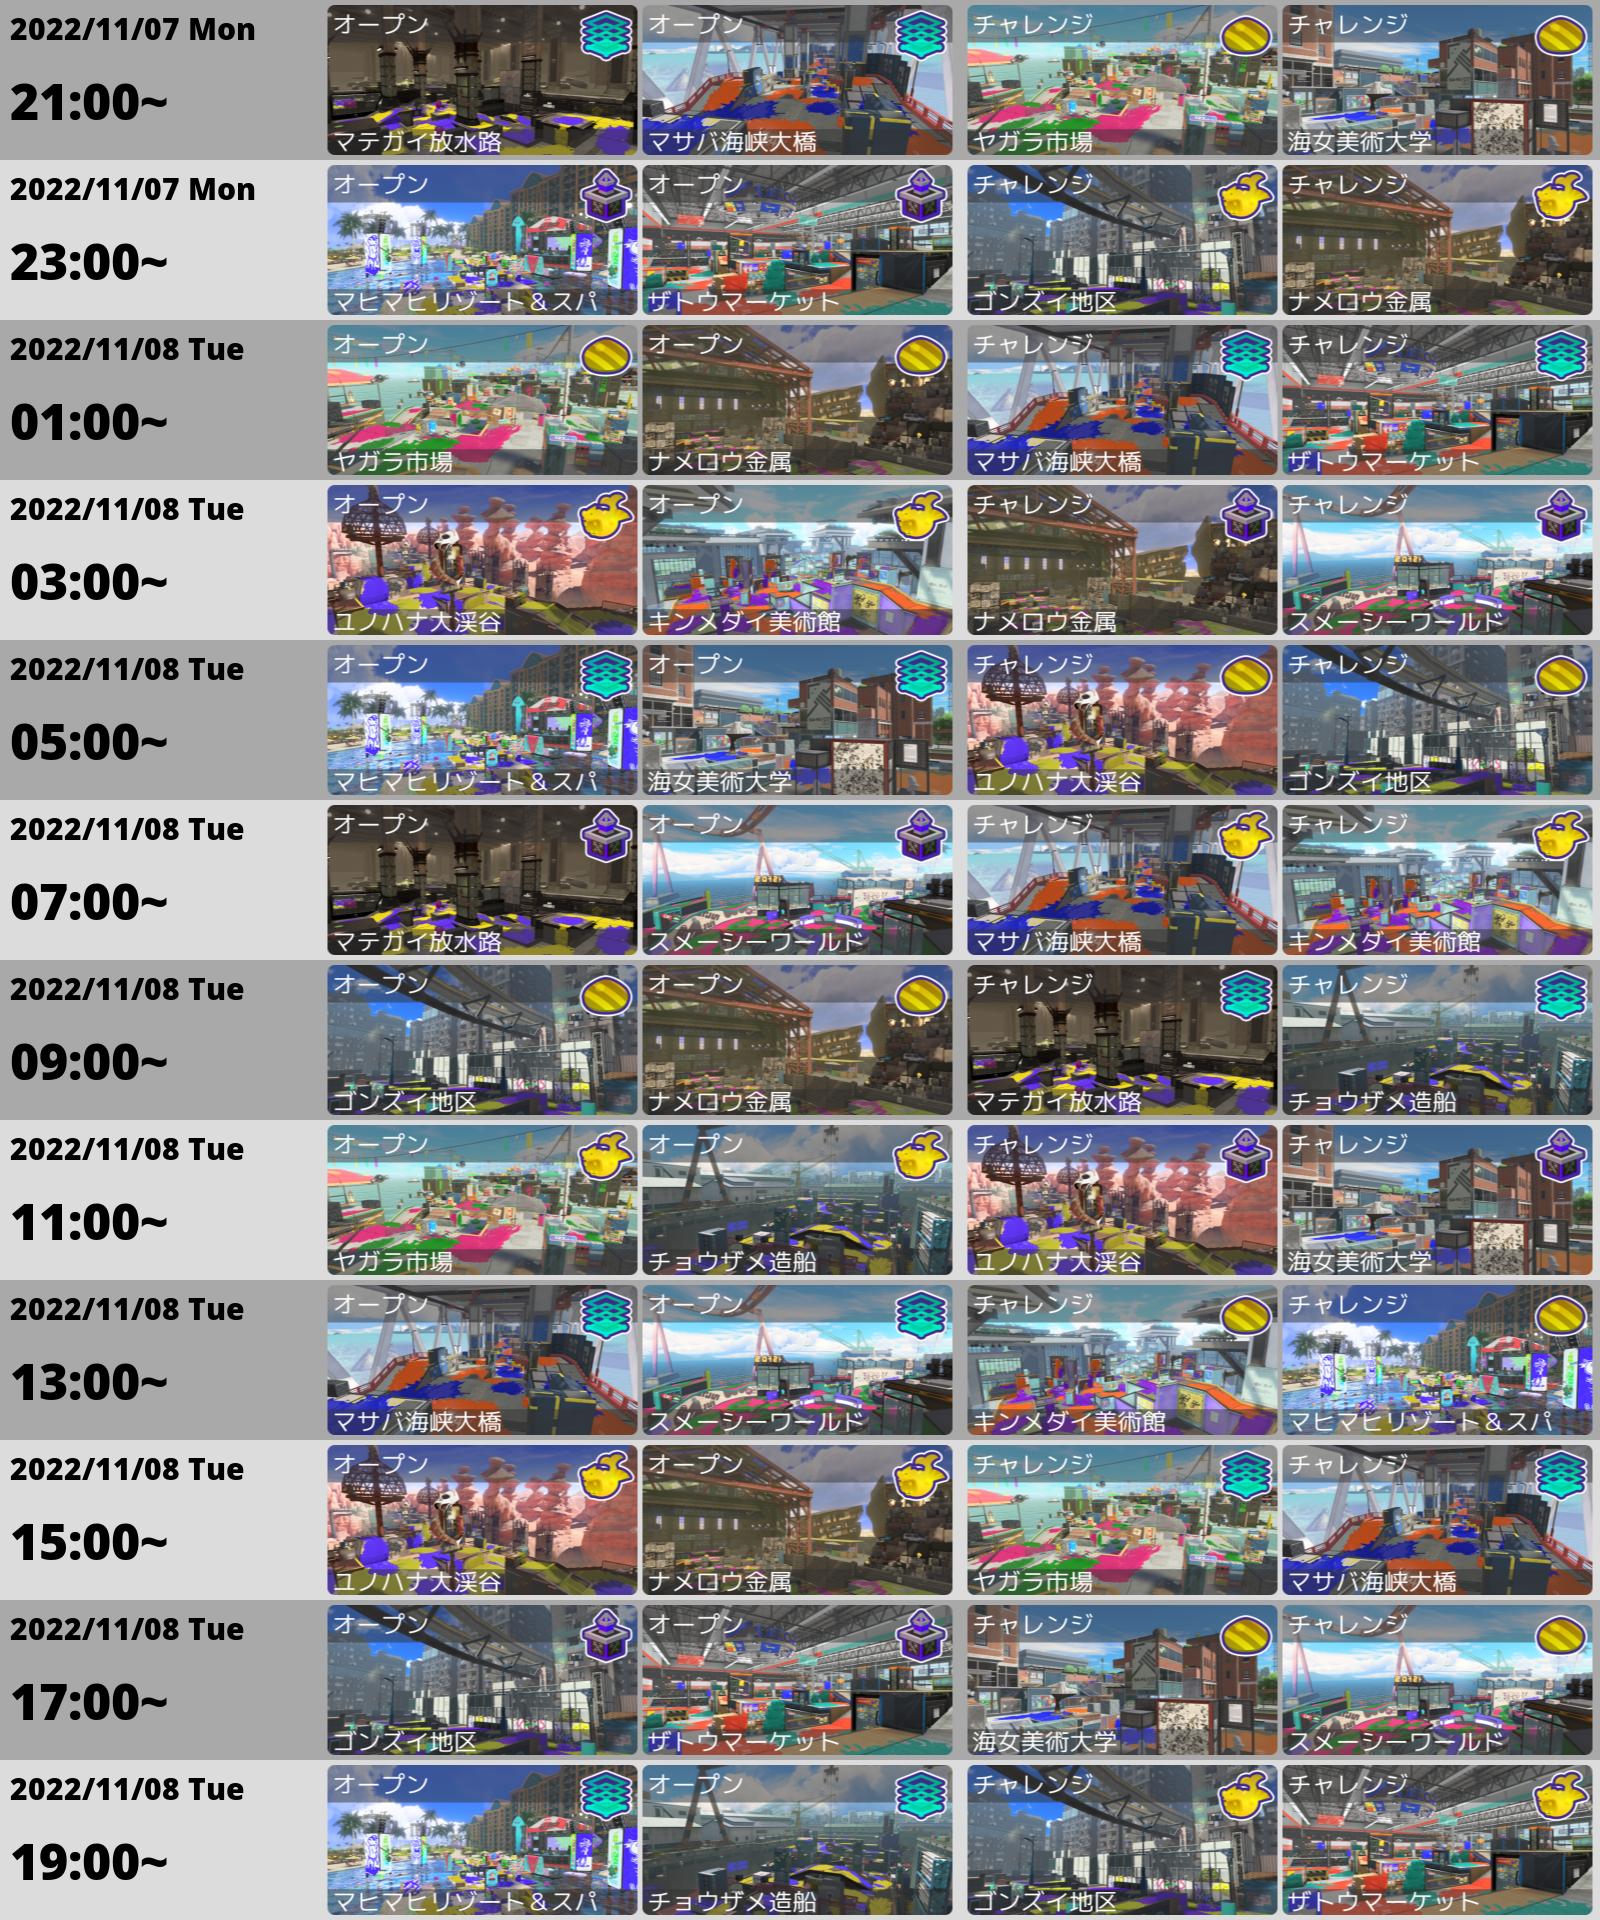 2022/11/07 Mon
21:00~
オープン
マテガイ放水路
オープン
マサバ海峡大橋
チャレンジ
ヤガラ市場
チャレンジ
海女美術大学
2022/11/07 Mon
23:00~
オープン
マヒマヒリゾート＆スパ
オープン
ザトウマーケット
チャレンジ
ゴンズイ地区
チャレンジ
ナメロウ金属
2022/11/08 Tue
01:00~
オープン
ヤガラ市場
オープン
ナメロウ金属
チャレンジ
マサバ海峡大橋
チャレンジ
ザトウマーケット
2022/11/08 Tue
03:00~
オープン
ユノハナ大渓谷
オープン
キンメダイ美術館
チャレンジ
ナメロウ金属
チャレンジ
スメーシーワールド
2022/11/08 Tue
05:00~
オープン
マヒマヒリゾート＆スパ
オープン
海女美術大学
チャレンジ
ユノハナ大渓谷
チャレンジ
ゴンズイ地区
2022/11/08 Tue
07:00~
オープン
マテガイ放水路
オープン
スメーシーワールド
チャレンジ
マサバ海峡大橋
チャレンジ
キンメダイ美術館
2022/11/08 Tue
09:00~
オープン
ゴンズイ地区
オープン
ナメロウ金属
チャレンジ
マテガイ放水路
チャレンジ
チョウザメ造船
2022/11/08 Tue
11:00~
オープン
ヤガラ市場
オープン
チョウザメ造船
チャレンジ
ユノハナ大渓谷
チャレンジ
海女美術大学
2022/11/08 Tue
13:00~
オープン
マサバ海峡大橋
オープン
スメーシーワールド
チャレンジ
キンメダイ美術館
チャレンジ
マヒマヒリゾート＆スパ
2022/11/08 Tue
15:00~
オープン
ユノハナ大渓谷
オープン
ナメロウ金属
チャレンジ
ヤガラ市場
チャレンジ
マサバ海峡大橋
2022/11/08 Tue
17:00~
オープン
ゴンズイ地区
オープン
ザトウマーケット
チャレンジ
海女美術大学
チャレンジ
スメーシーワールド
2022/11/08 Tue
19:00~
オープン
マヒマヒリゾート＆スパ
オープン
チョウザメ造船
チャレンジ
ゴンズイ地区
チャレンジ
ザトウマーケット